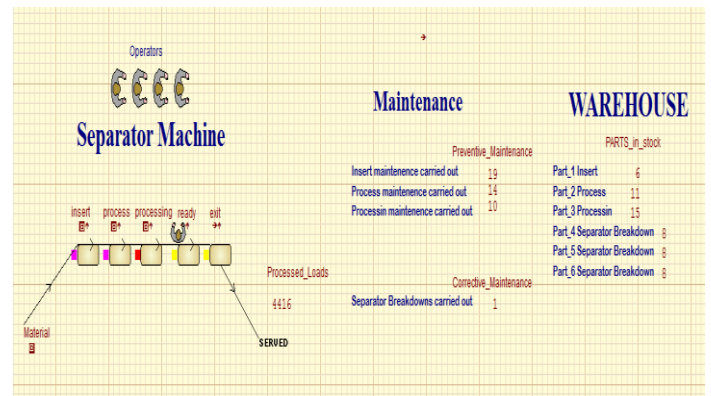 Operators
Separator Machine
insert process processing ready exit
Material
Processed_Loads
4416
SERVED
Maintenance
Preventive_Maintenance
Insert maintenence carried out 19
Process maintenence carried out 14
Processin maintenence carried out 10
Corrective_Maintenance
Separator Breakdowns carried out 1
WAREHOUSE
PARTS_in_stock
Part_1 Insert 6
Part_2 Process 11
Part_3 Processin 15
Part_4 Separator Breakdown 8
Part_5 Separator Breakdown 8
Part_6 Separator Breakdown 8